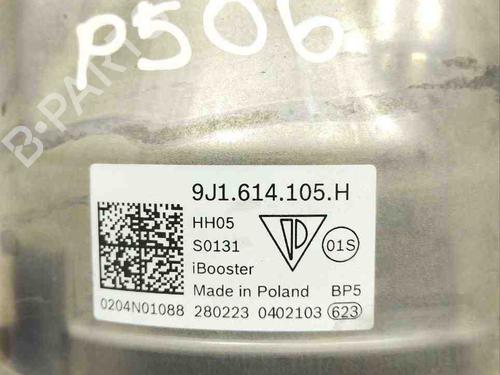 P506
B-PARTS
9J1.614.105.H
HH05
S0131
01S
iBooster
Made in Poland BP5
0204N01088 280223 0402103 623